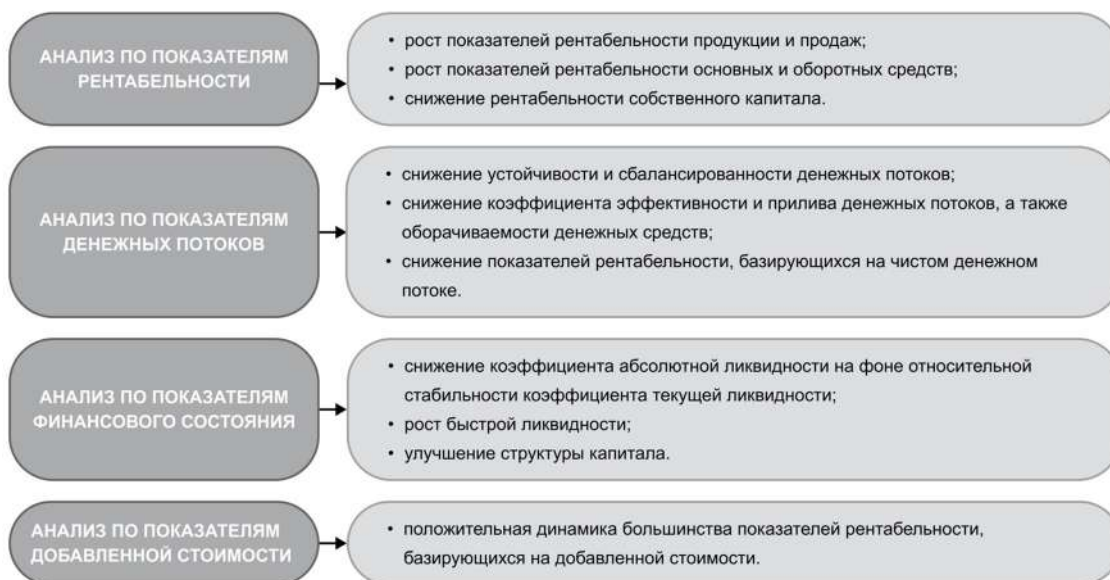 АНАЛИЗ ПО ПОКАЗАТЕЛЯМ
РЕНТАБЕЛЬНОСТИ
• рост показателей рентабельности продукции и продаж;
• рост показателей рентабельности основных и оборотных средств;
• снижение рентабельности собственного капитала.
АНАЛИЗ ПО ПОКАЗАТЕЛЯМ
ДЕНЕЖНЫХ ПОТОКОВ
• снижение устойчивости и сбалансированности денежных потоков;
• снижение коэффициента эффективности и прилива денежных потоков, а также
оборачиваемости денежных средств;
• снижение показателей рентабельности, базирующихся на чистом денежном
потоке.
АНАЛИЗ ПО ПОКАЗАТЕЛЯМ
ФИНАНСОВОГО СОСТОЯНИЯ
• снижение коэффициента абсолютной ликвидности на фоне относительной
стабильности коэффициента текущей ликвидности;
• рост быстрой ликвидности;
• улучшение структуры капитала.
АНАЛИЗ ПО ПОКАЗАТЕЛЯМ
ДОБАВЛЕННОЙ СТОИМОСТИ
• положительная динамика большинства показателей рентабельности,
базирующихся на добавленной стоимости.